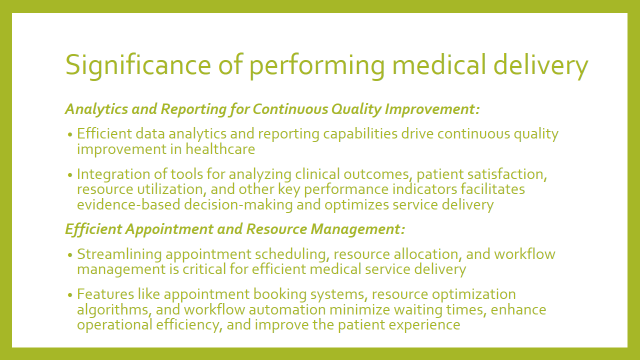 Significance of performing medical delivery
Analytics and Reporting for Continuous Quality Improvement:
• Efficient data analytics and reporting capabilities drive continuous quality
improvement in healthcare
• Integration of tools for analyzing clinical outcomes, patient satisfaction,
resource utilization, and other key performance indicators facilitates
evidence-based decision-making and optimizes service delivery
Efficient Appointment and Resource Management:
• Streamlining appointment scheduling, resource allocation, and workflow
management is critical for efficient medical service delivery
• Features like appointment booking systems, resource optimization
algorithms, and workflow automation minimize waiting times, enhance
operational efficiency, and improve the patient experience